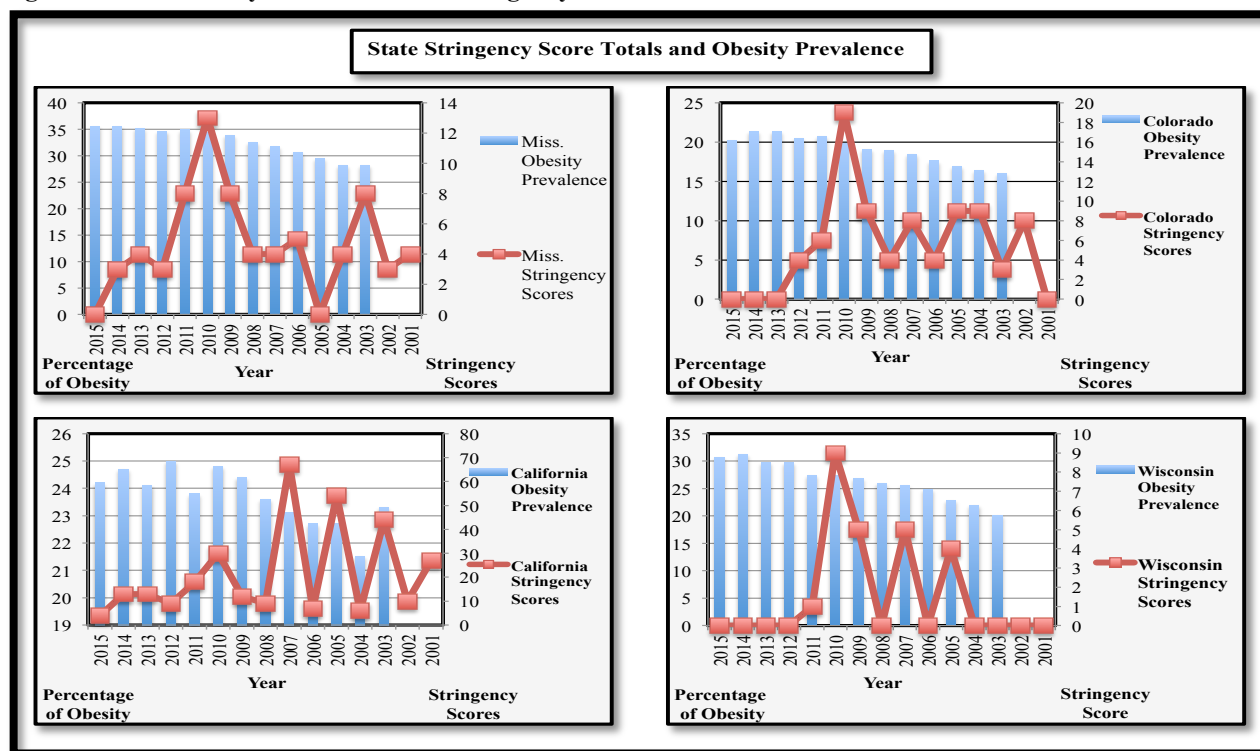 State Stringency Score Totals and Obesity Prevalence
40
35
30
25
20
15
10
5
0
14
12
10
8
6
4
2
0
2015
2014
2013
2012
2011
2010
2009
2008
2007
2006
2005
2004
2003
2002
2001
Miss.
Obesity
Prevalence
Miss.
Stringency
Scores
Percentage
of Obesity
Year
Stringency
Scores
25
20
15
10
5
0
20
18
16
14
12
10
8
6
4
2
0
2015
2014
2013
2012
2011
2010
2009
2008
2007
2006
2005
2004
2003
2002
2001
Colorado
Obesity
Prevalence
Colorado
Stringency
Scores
Percentage
of Obesity
Year
Stringency
Scores
26
25
24
23
22
21
20
19
80
70
60
50
40
30
20
10
0
2015
2014
2013
2012
2011
2010
2009
2008
2007
2006
2005
2004
2003
2002
2001
California
Obesity
Prevalence
California
Stringency
Scores
Percentage
of Obesity
Year
Stringency
Scores
35
30
25
20
15
10
5
0
10
9
8
7
6
5
4
3
2
1
0
2015
2014
2013
2012
2011
2010
2009
2008
2007
2006
2005
2004
2003
2002
2001
Wisconsin
Obesity
Prevalence
Wisconsin
Stringency
Scores
Percentage
of Obesity
Year
Stringency
Score